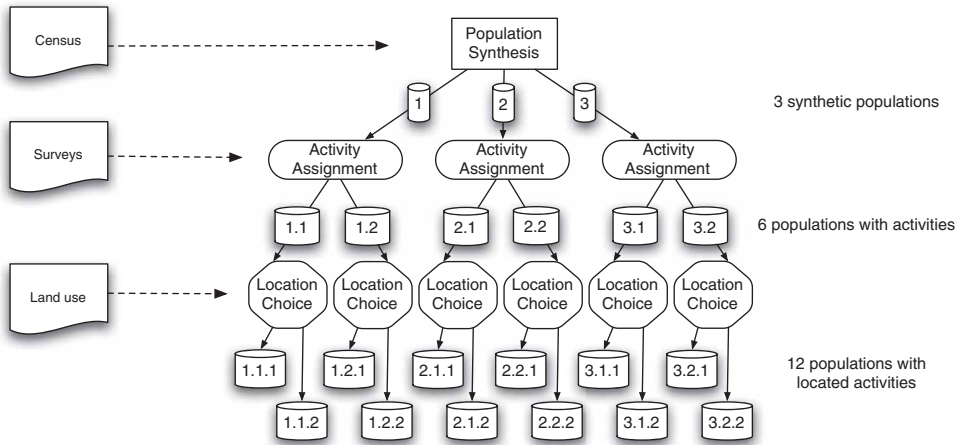 Census
Population
Synthesis
1
2
3
3 synthetic populations
Surveys
Activity
Assignment
Activity
Assignment
Activity
Assignment
1.1
1.2
2.1
2.2
3.1
3.2
6 populations with activities
Land use
Location
Choice
Location
Choice
Location
Choice
Location
Choice
Location
Choice
Location
Choice
1.1.1
1.2.1
2.1.1
2.2.1
3.1.1
3.2.1
12 populations with
located activities
1.1.2
1.2.2
2.1.2
2.2.2
3.1.2
3.2.2